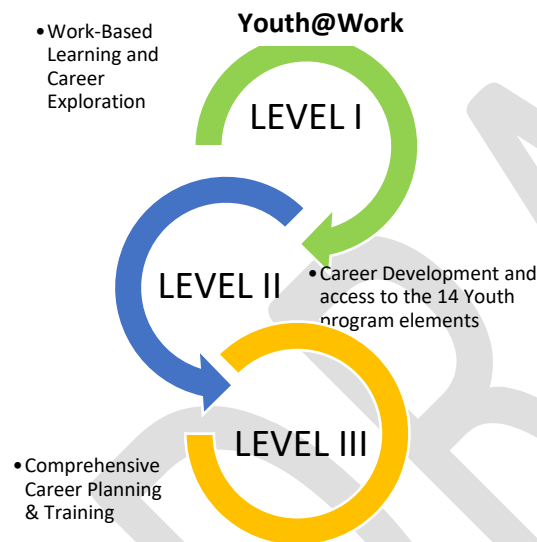 Youth@Work
•Work-Based
Learning and
Career
Exploration
LEVEL I
LEVEL II
•Career Development and
access to the 14 Youth
program elements
LEVEL III
•Comprehensive
Career Planning
& Training